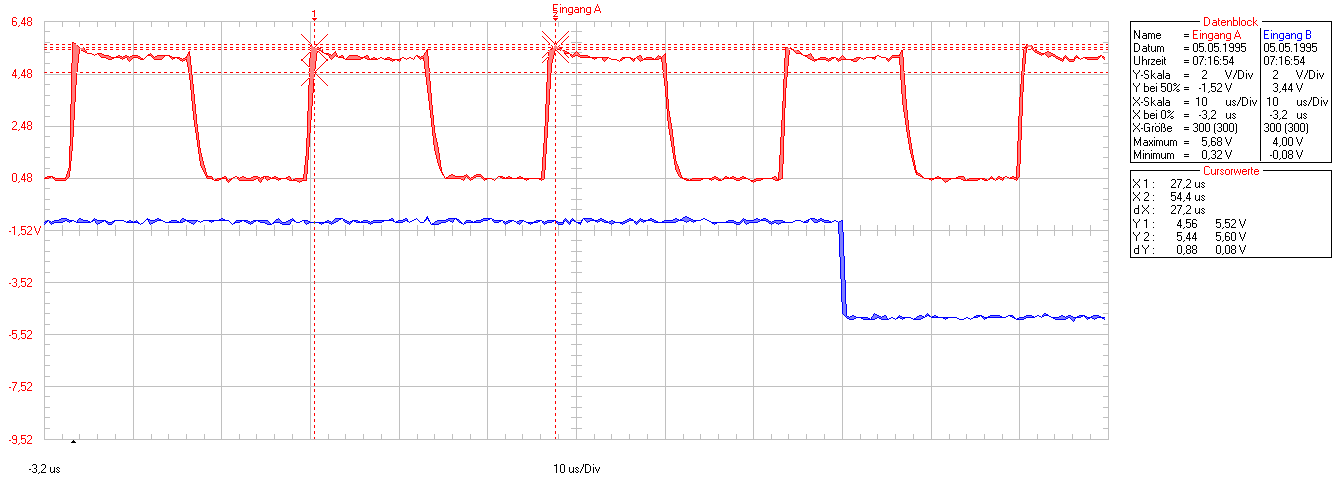 Eingang A
1
2
6,48
4,48
2,48
0,48
-1,52V
-3,52
-5,52
-7,52
-9,52
-3,2 us
10 us/Div
Datenblock
Name = Eingang A Eingang B
Datum = 05.05.1995 05.05.1995
Uhrzeit = 07:16:54 07:16:54
Y-Skala = 2 V/Div 2 V/Div
Y bei 50% = -1,52 V 3,44 V
X-Skala = 10 us/Div 10 us/Div
X bei 0% = -3,2 us -3,2 us
X-Größe = 300 (300) 300 (300)
Maximum = 5,68 V 4,00 V
Minimum = 0,32 V -0,08 V
Cursorwerte
X 1 : 27,2 us
X 2 : 54,4 us
d X : 27,2 us
Y 1 : 4,56 5,52 V
Y 2 : 5,44 5,60 V
d Y : 0,88 0,08 V